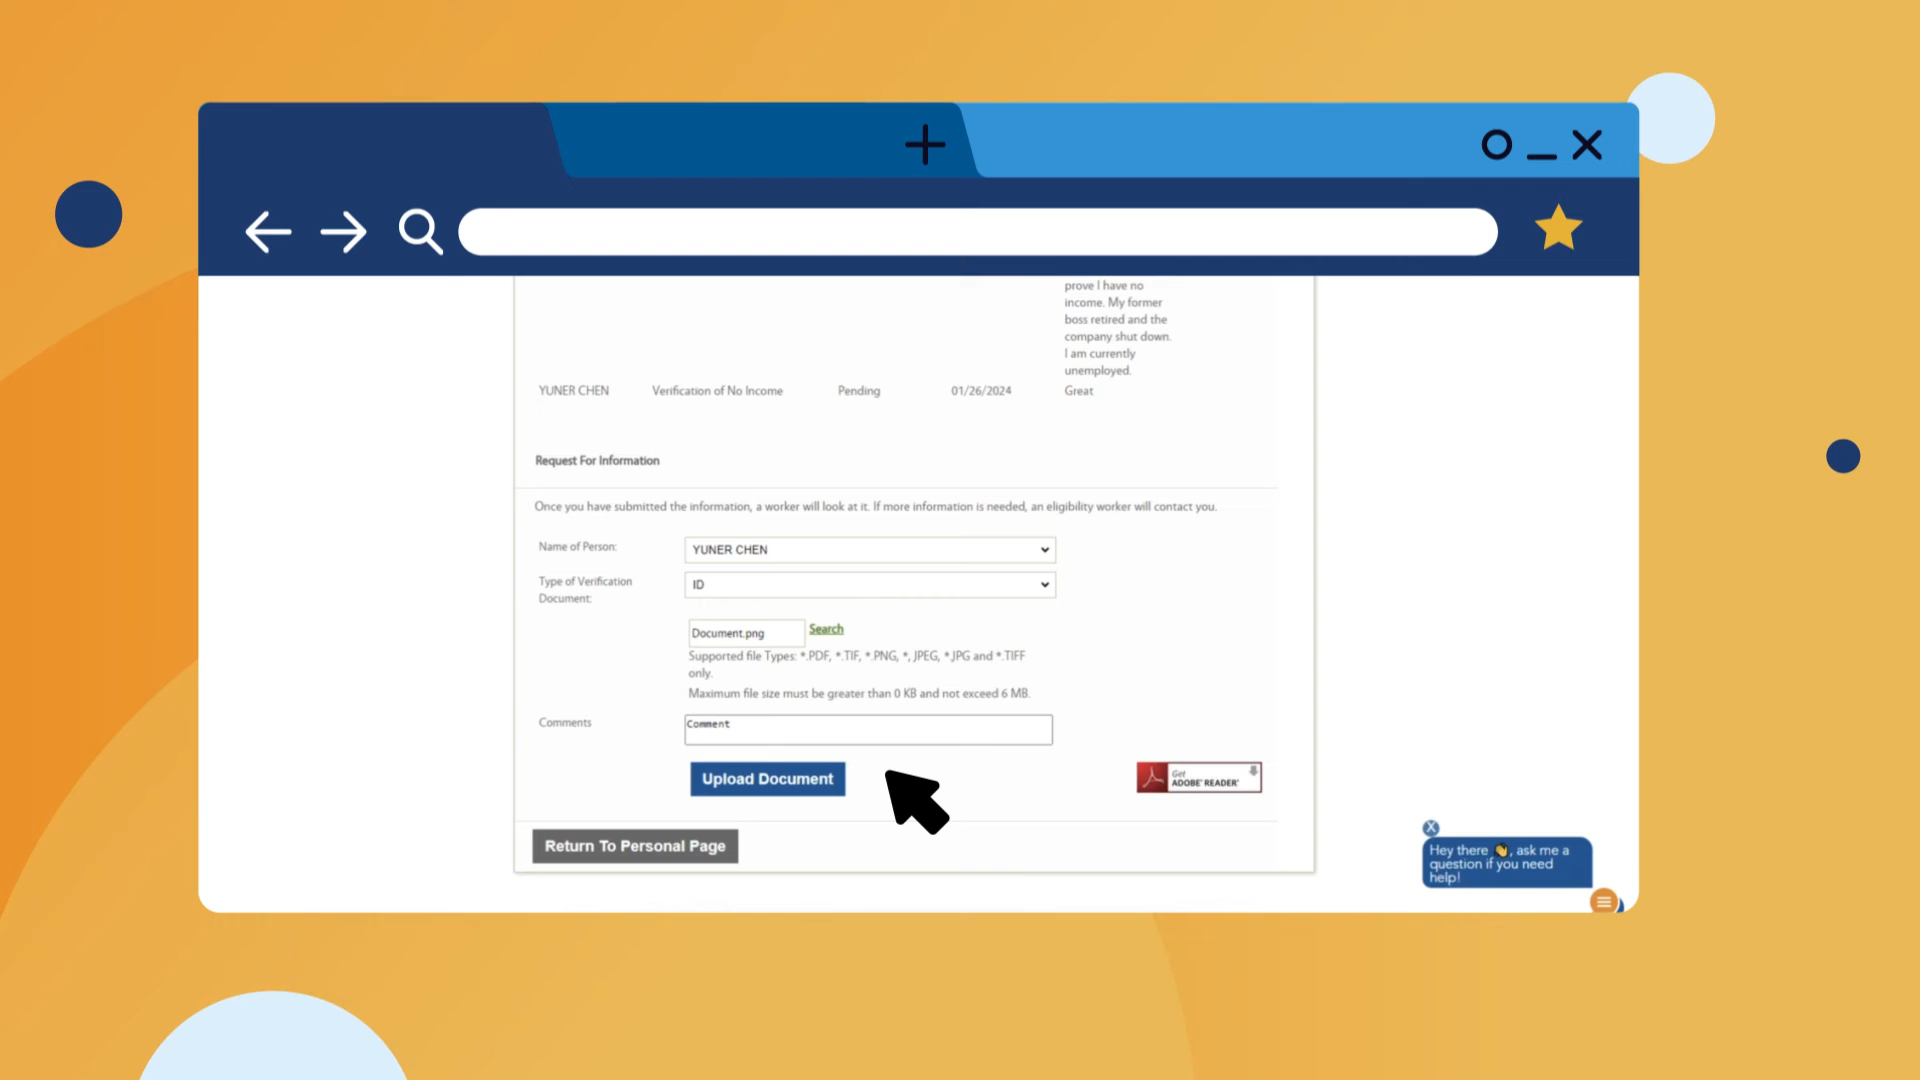 prove I have no
income. My former
boss retired and the
company shut down.
I am currently
unemployed.
YUNER CHEN Verification of No Income Pending 01/26/2024 Great
Request For Information
Once you have submitted the information, a worker will look at it. If more information is needed, an eligibility worker will contact you.
Name of Person: YUNER CHEN
Type of Verification
Document: ID
Document.png Search
Supported file Types: *.PDF, *.TIF, *.PNG, *, JPEG, *.JPG and *.TIFF
only.
Maximum file size must be greater than 0 KB and not exceed 6 MB.
Comments Comment
Upload Document
Get
ADOBE® READER®
Return To Personal Page
X
Hey there 👋, ask me a
question if you need
help!